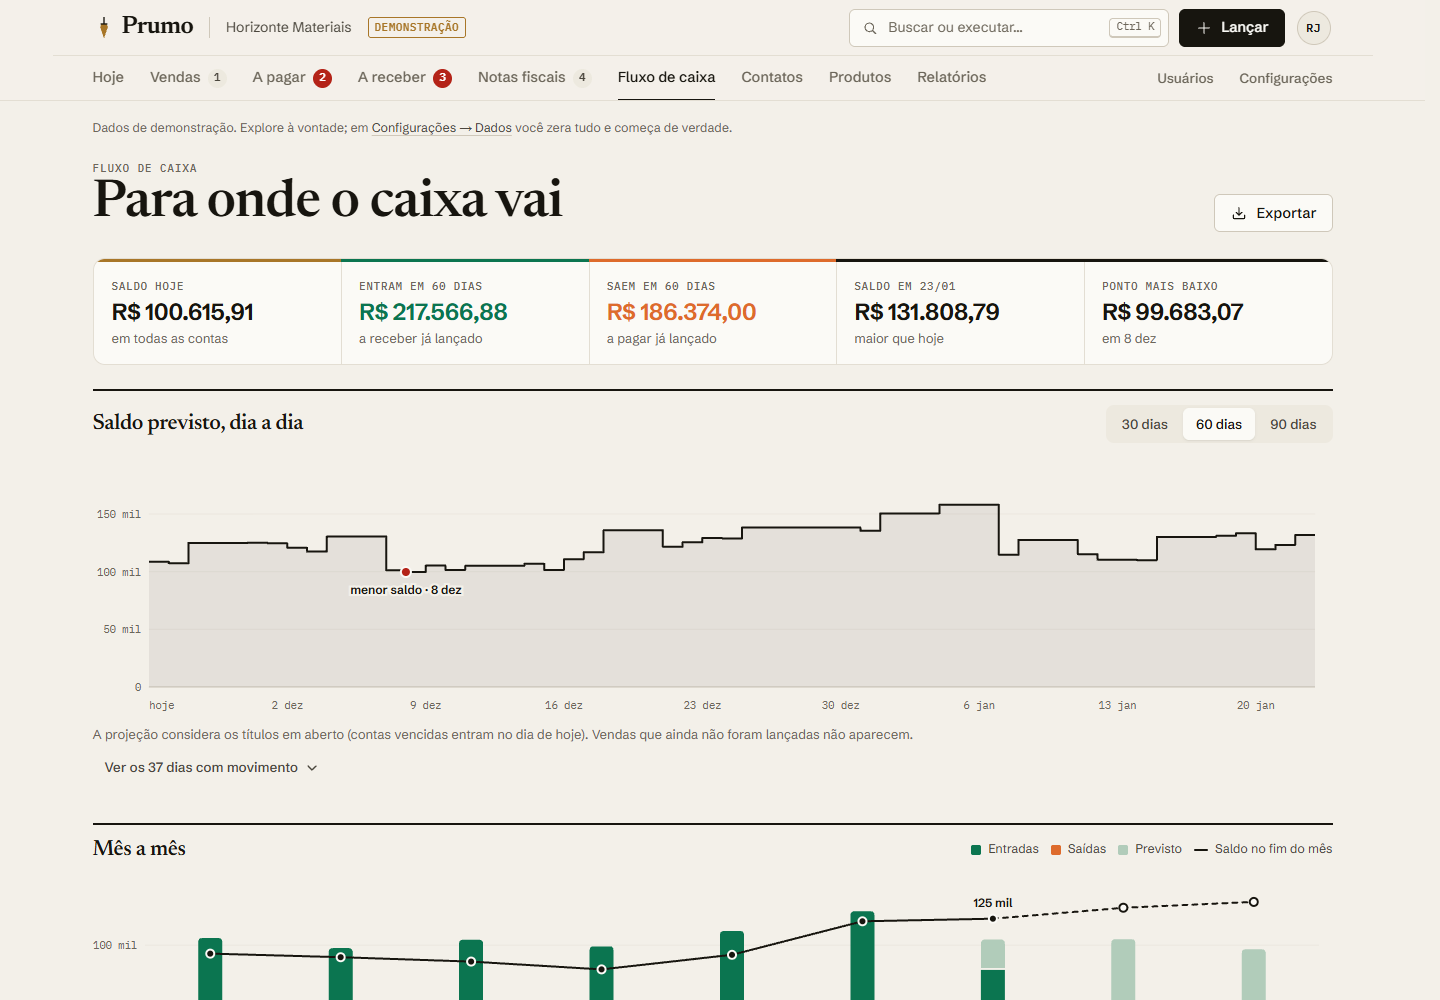 Prumo
Horizonte Materiais
DEMONSTRAÇÃO
Buscar ou executar...
Ctrl K
Lançar
RJ
Hoje
Vendas 1
A pagar 2
A receber 3
Notas fiscais 4
Fluxo de caixa
Contatos
Produtos
Relatórios
Usuários
Configurações
Dados de demonstração. Explore à vontade; em Configurações → Dados você zera tudo e começa de verdade.
FLUXO DE CAIXA
Para onde o caixa vai
Exportar
SALDO HOJE
R$ 100.615,91
em todas as contas
ENTRAM EM 60 DIAS
R$ 217.566,88
a receber já lançado
SAEM EM 60 DIAS
R$ 186.374,00
a pagar já lançado
SALDO EM 23/01
R$ 131.808,79
maior que hoje
PONTO MAIS BAIXO
R$ 99.683,07
em 8 dez
Saldo previsto, dia a dia
30 dias
60 dias
90 dias
150 mil
100 mil
50 mil
0
menor saldo · 8 dez
hoje
2 dez
9 dez
16 dez
23 dez
30 dez
6 jan
13 jan
20 jan
A projeção considera os títulos em aberto (contas vencidas entram no dia de hoje). Vendas que ainda não foram lançadas não aparecem.
Ver os 37 dias com movimento
Mês a mês
Entradas
Saídas
Previsto
Saldo no fim do mês
125 mil
100 mil